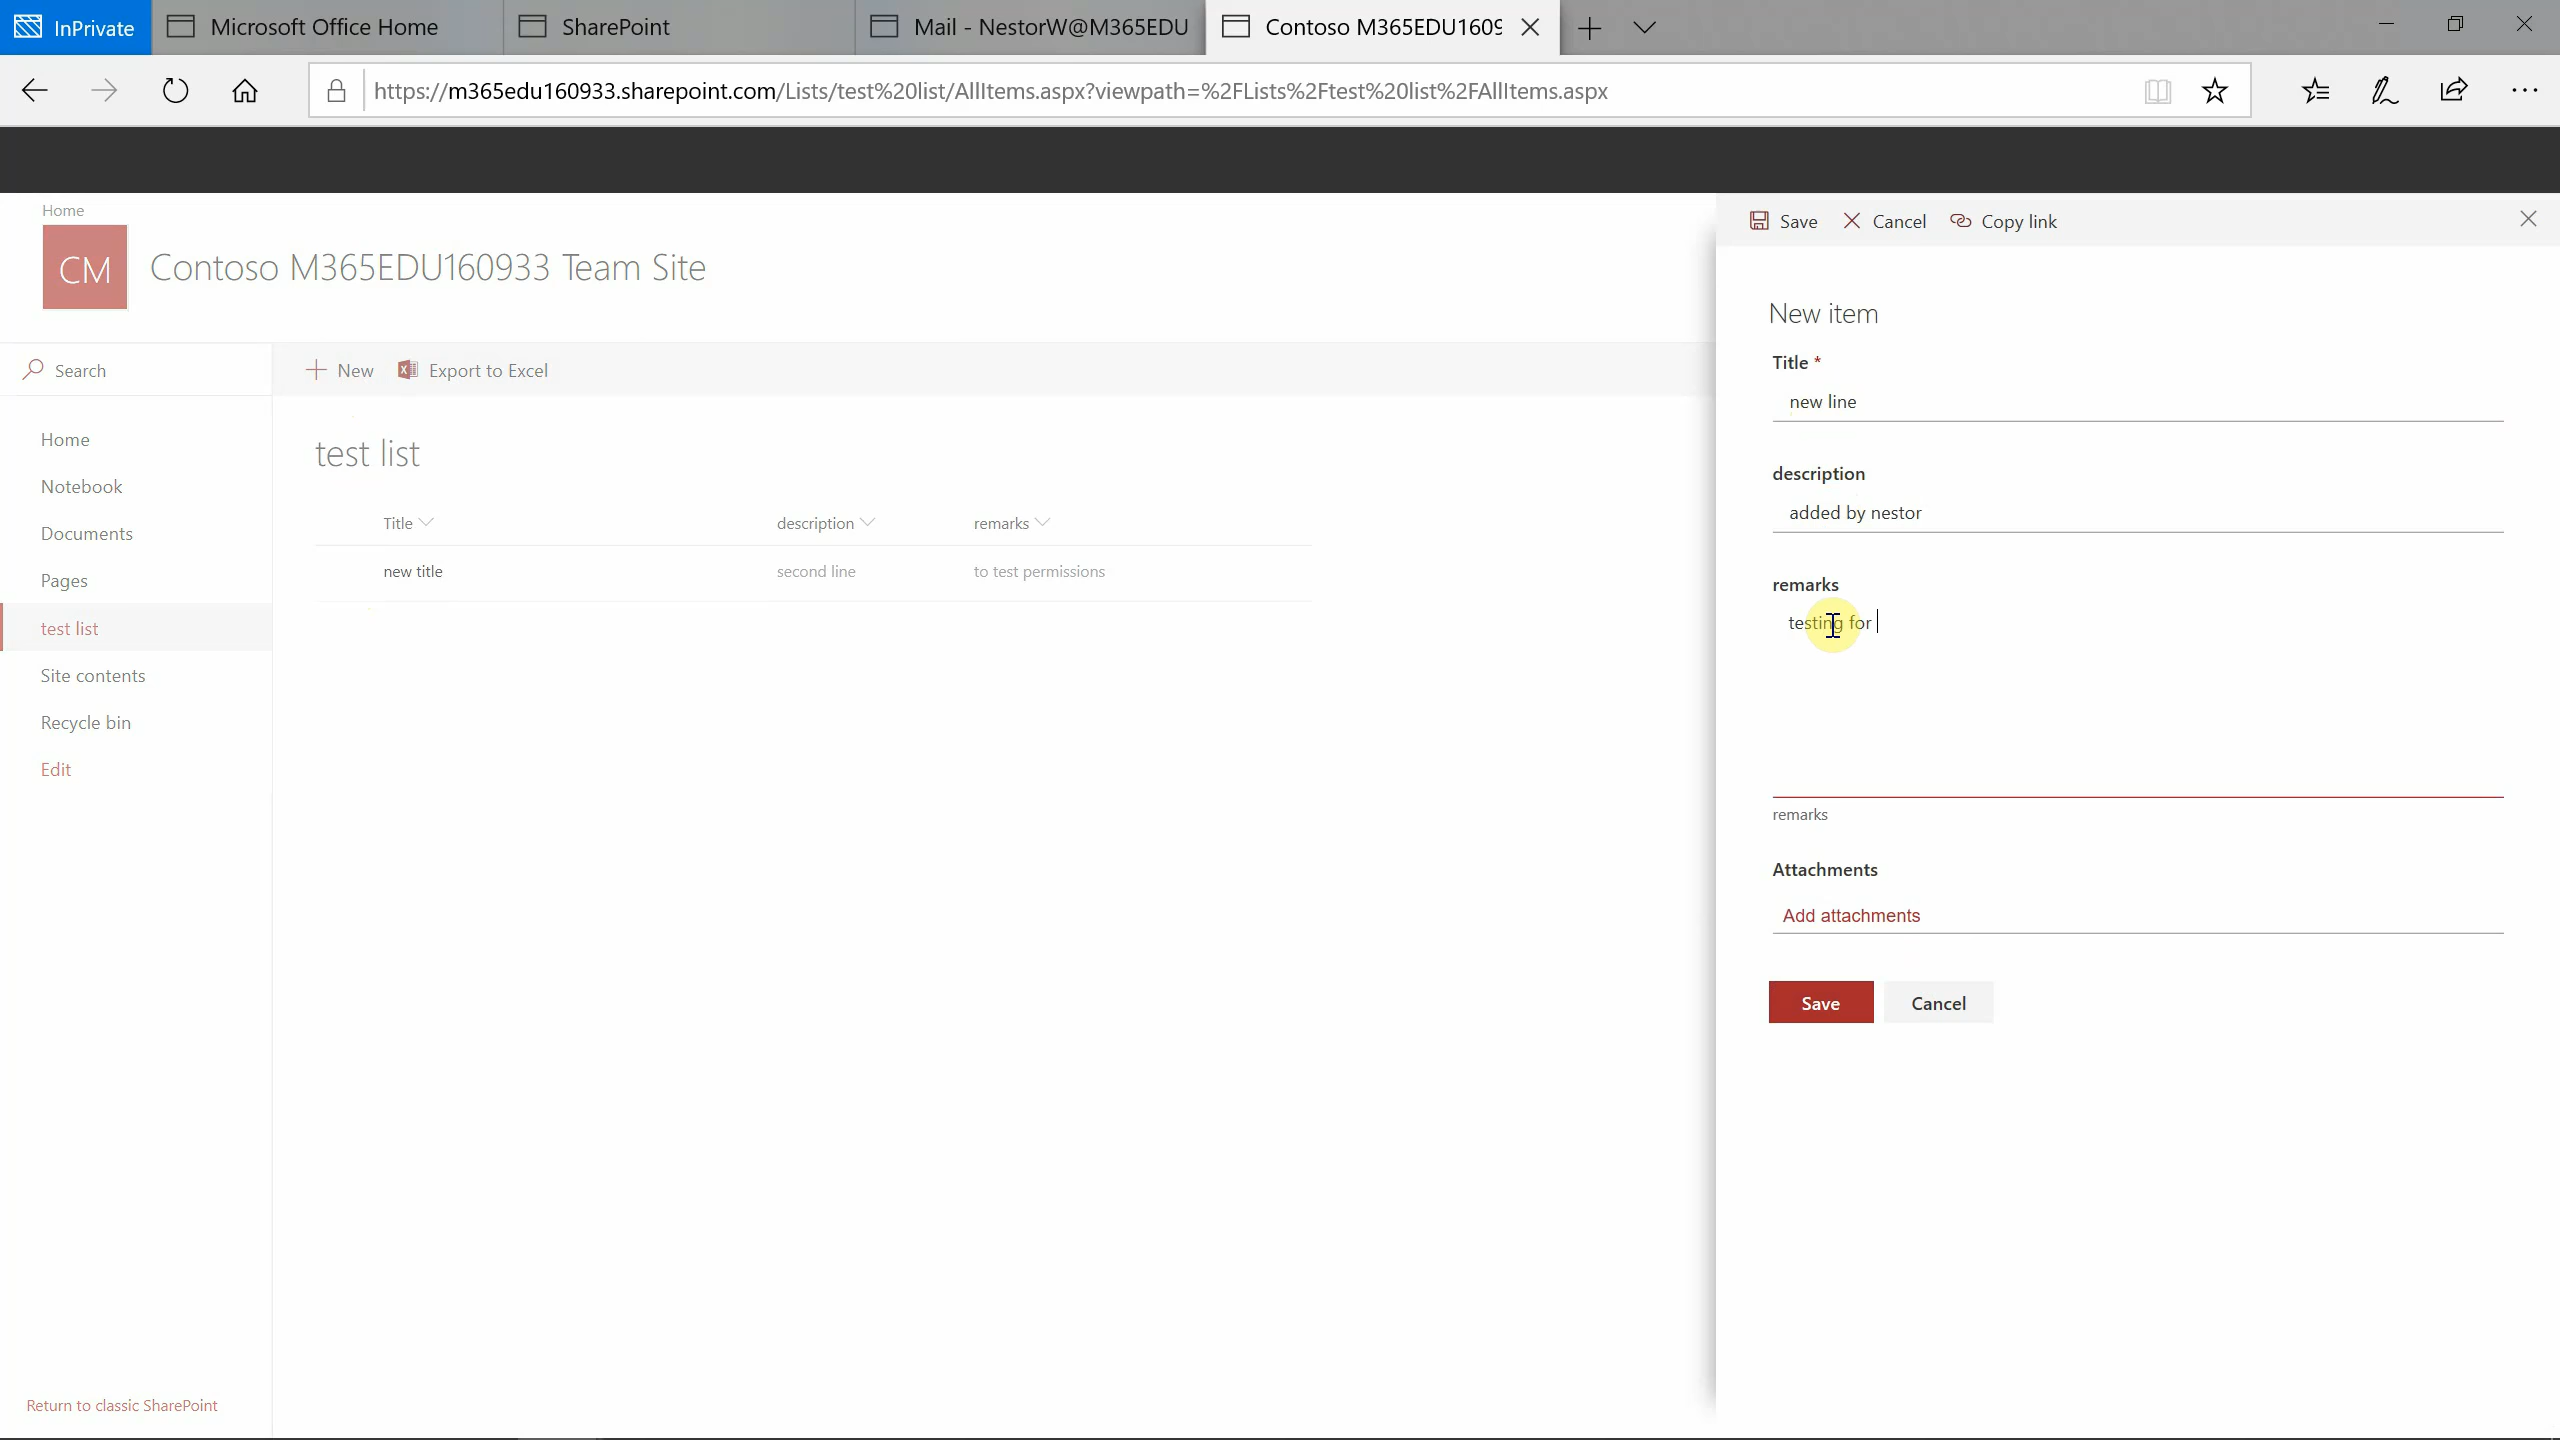 InPrivate
Microsoft Office Home
SharePoint
Mail - NestorW@M365EDU
Contoso M365EDU1609
https://m365edu160933.sharepoint.com/Lists/test%20list/AllItems.aspx?viewpath=%2FLists%2Ftest%20list%2FAllItems.aspx
Home
CM
Contoso M365EDU160933 Team Site
Search
New
Export to Excel
Home
Notebook
Documents
Pages
test list
Site contents
Recycle bin
Edit
Return to classic SharePoint
test list
Title
description
remarks
new title
second line
to test permissions
Save
Cancel
Copy link
New item
Title *
new line
description
added by nestor
remarks
testing for
remarks
Attachments
Add attachments
Save
Cancel